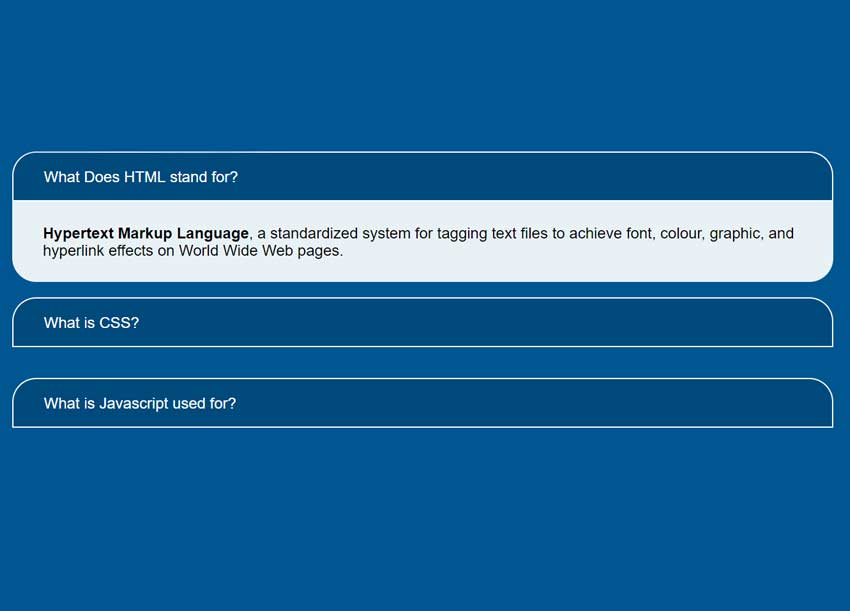 What Does HTML stand for?
Hypertext Markup Language, a standardized system for tagging text files to achieve font, colour, graphic, and
hyperlink effects on World Wide Web pages.
What is CSS?
What is Javascript used for?